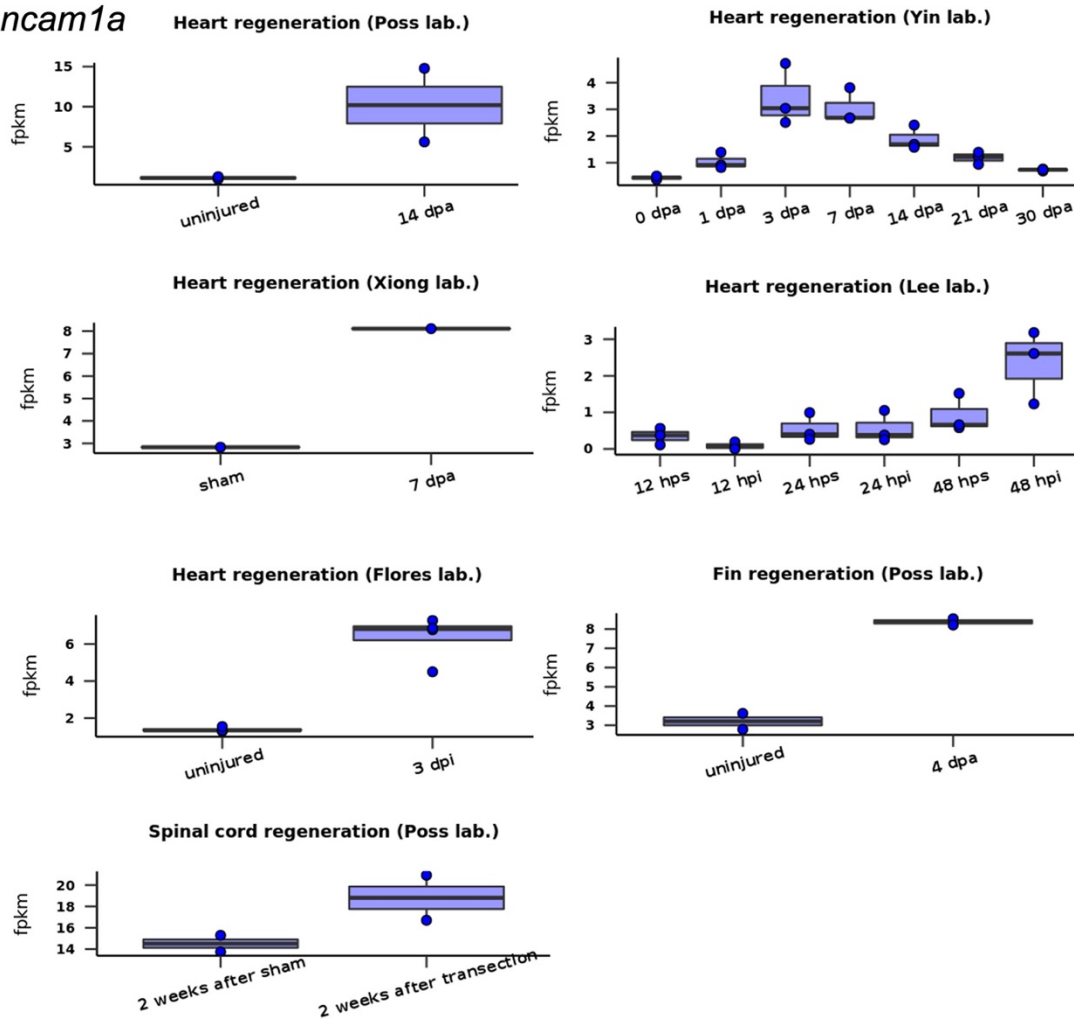 ncam1a
Heart regeneration (Poss lab.)
fpkm
15
10
5
uninjured
14 dpa
Heart regeneration (Yin lab.)
fpkm
4
3
2
1
0 dpa
1 dpa
3 dpa
7 dpa
14 dpa
21 dpa
30 dpa
Heart regeneration (Xiong lab.)
fpkm
8
7
6
5
4
3
sham
7 dpa
Heart regeneration (Lee lab.)
fpkm
3
2
1
0
12 hps
12 hpi
24 hps
24 hpi
48 hps
48 hpi
Heart regeneration (Flores lab.)
fpkm
6
4
2
uninjured
3 dpi
Fin regeneration (Poss lab.)
fpkm
8
7
6
5
4
3
uninjured
4 dpa
Spinal cord regeneration (Poss lab.)
fpkm
20
18
16
14
2 weeks after sham
2 weeks after transection